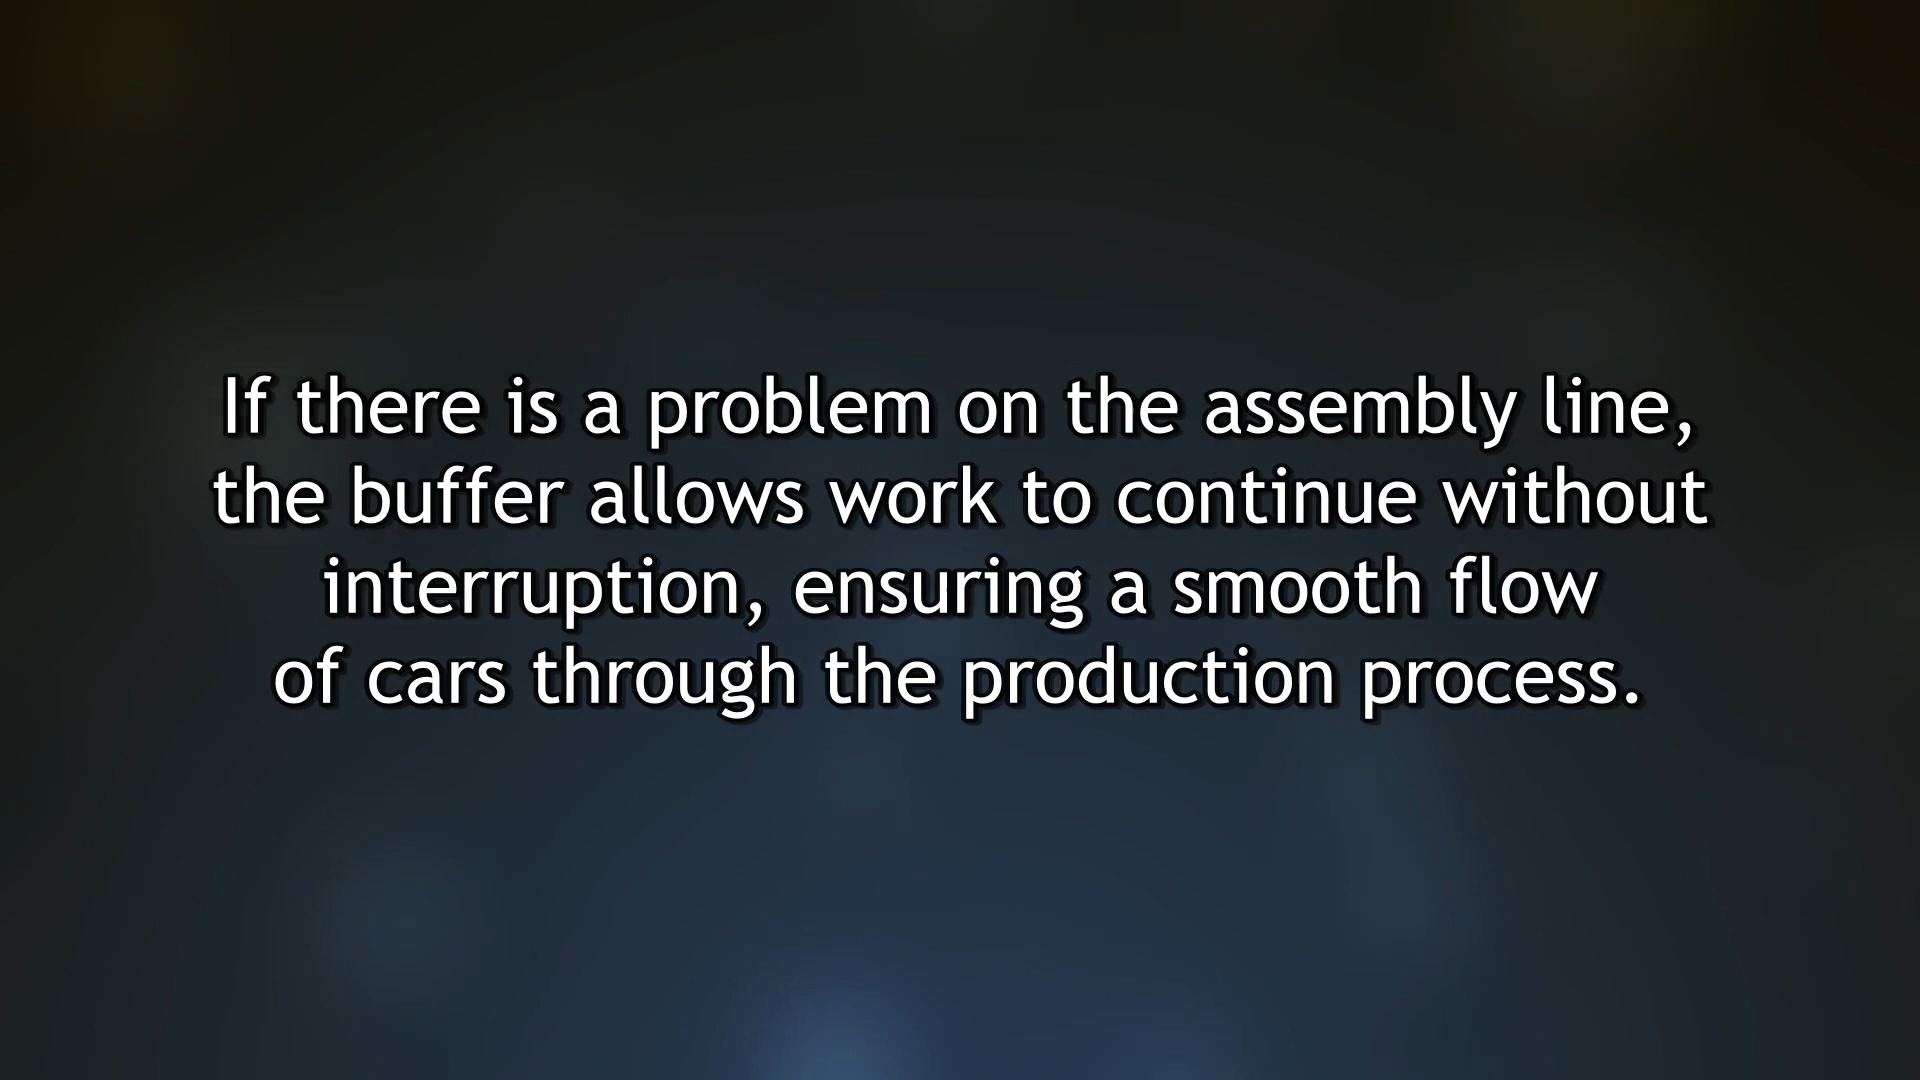 If there is a problem on the assembly line,
the buffer allows work to continue without
interruption, ensuring a smooth flow
of cars through the production process.